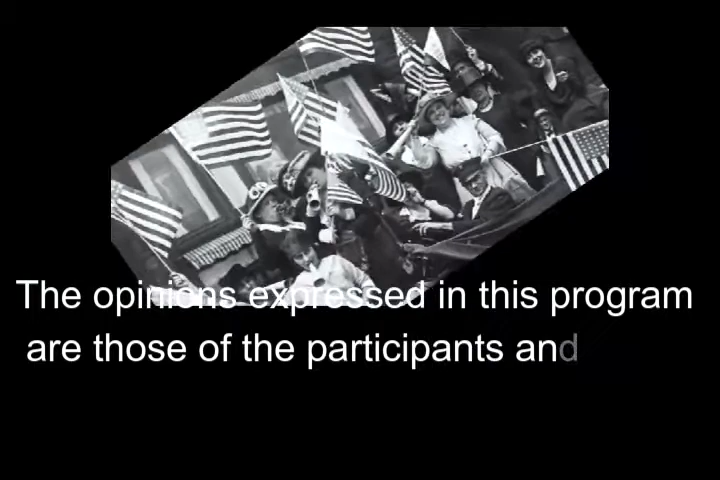 The opinions expressed in this program
are those of the participants and